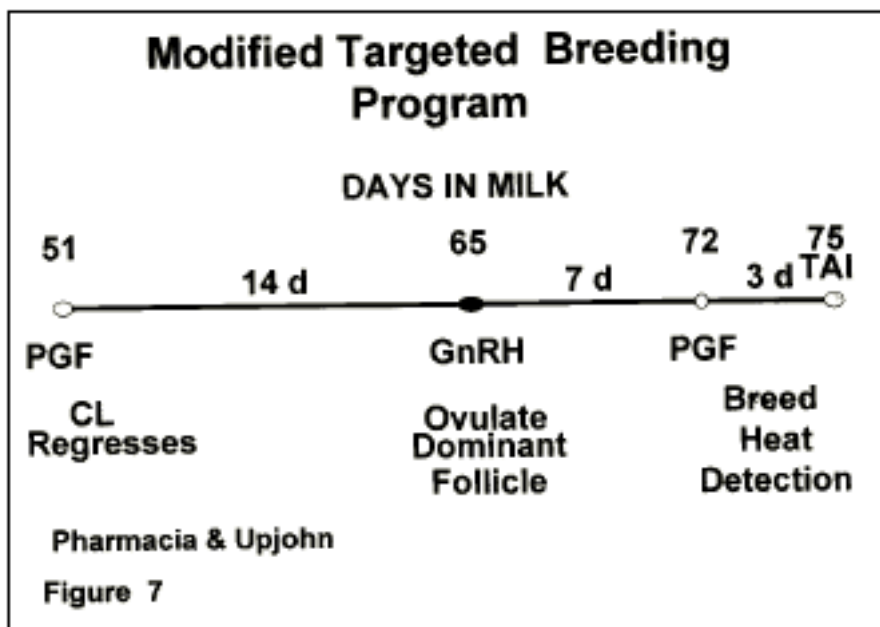 Modified Targeted Breeding
Program
DAYS IN MILK
51 65 72 75
14 d 7 d 3 d TAI
PGF GnRH PGF
CL Regresses
Ovulate Dominant Follicle
Breed Heat Detection
Pharmacia & Upjohn
Figure 7